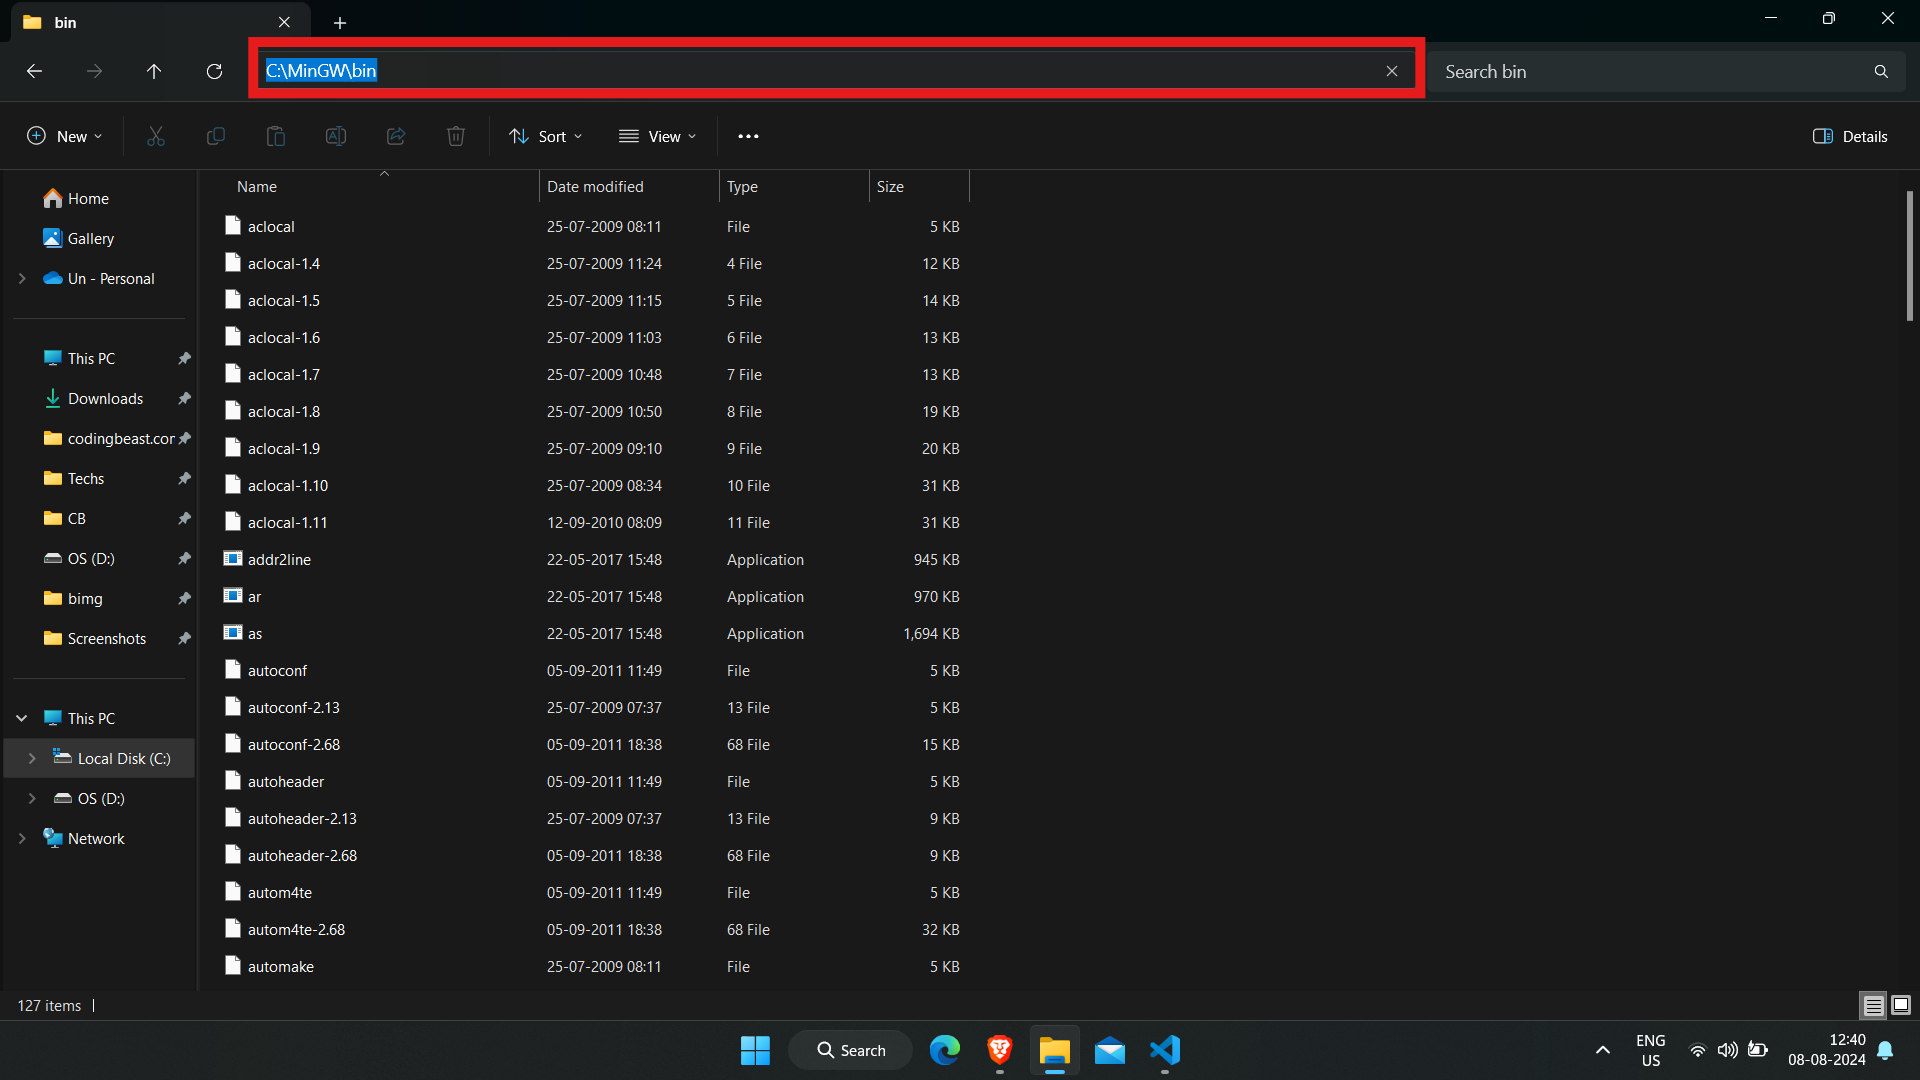 bin
C:\MinGW\bin
Search bin
New
Sort
View
Details
Name Date modified Type Size
Home
Gallery
Un - Personal
This PC
Downloads
codingbeast.cor
Techs
CB
OS (D:)
bimg
Screenshots
This PC
Local Disk (C:)
OS (D:)
Network
aclocal 25-07-2009 08:11 File 5 KB
aclocal-1.4 25-07-2009 11:24 4 File 12 KB
aclocal-1.5 25-07-2009 11:15 5 File 14 KB
aclocal-1.6 25-07-2009 11:03 6 File 13 KB
aclocal-1.7 25-07-2009 10:48 7 File 13 KB
aclocal-1.8 25-07-2009 10:50 8 File 19 KB
aclocal-1.9 25-07-2009 09:10 9 File 20 KB
aclocal-1.10 25-07-2009 08:34 10 File 31 KB
aclocal-1.11 12-09-2010 08:09 11 File 31 KB
addr2line 22-05-2017 15:48 Application 945 KB
ar 22-05-2017 15:48 Application 970 KB
as 22-05-2017 15:48 Application 1,694 KB
autoconf 05-09-2011 11:49 File 5 KB
autoconf-2.13 25-07-2009 07:37 13 File 5 KB
autoconf-2.68 05-09-2011 18:38 68 File 15 KB
autoheader 05-09-2011 11:49 File 5 KB
autoheader-2.13 25-07-2009 07:37 13 File 9 KB
autoheader-2.68 05-09-2011 18:38 68 File 9 KB
autom4te 05-09-2011 11:49 File 5 KB
autom4te-2.68 05-09-2011 18:38 68 File 32 KB
automake 25-07-2009 08:11 File 5 KB
127 items
Search
ENG
US
12:40
08-08-2024